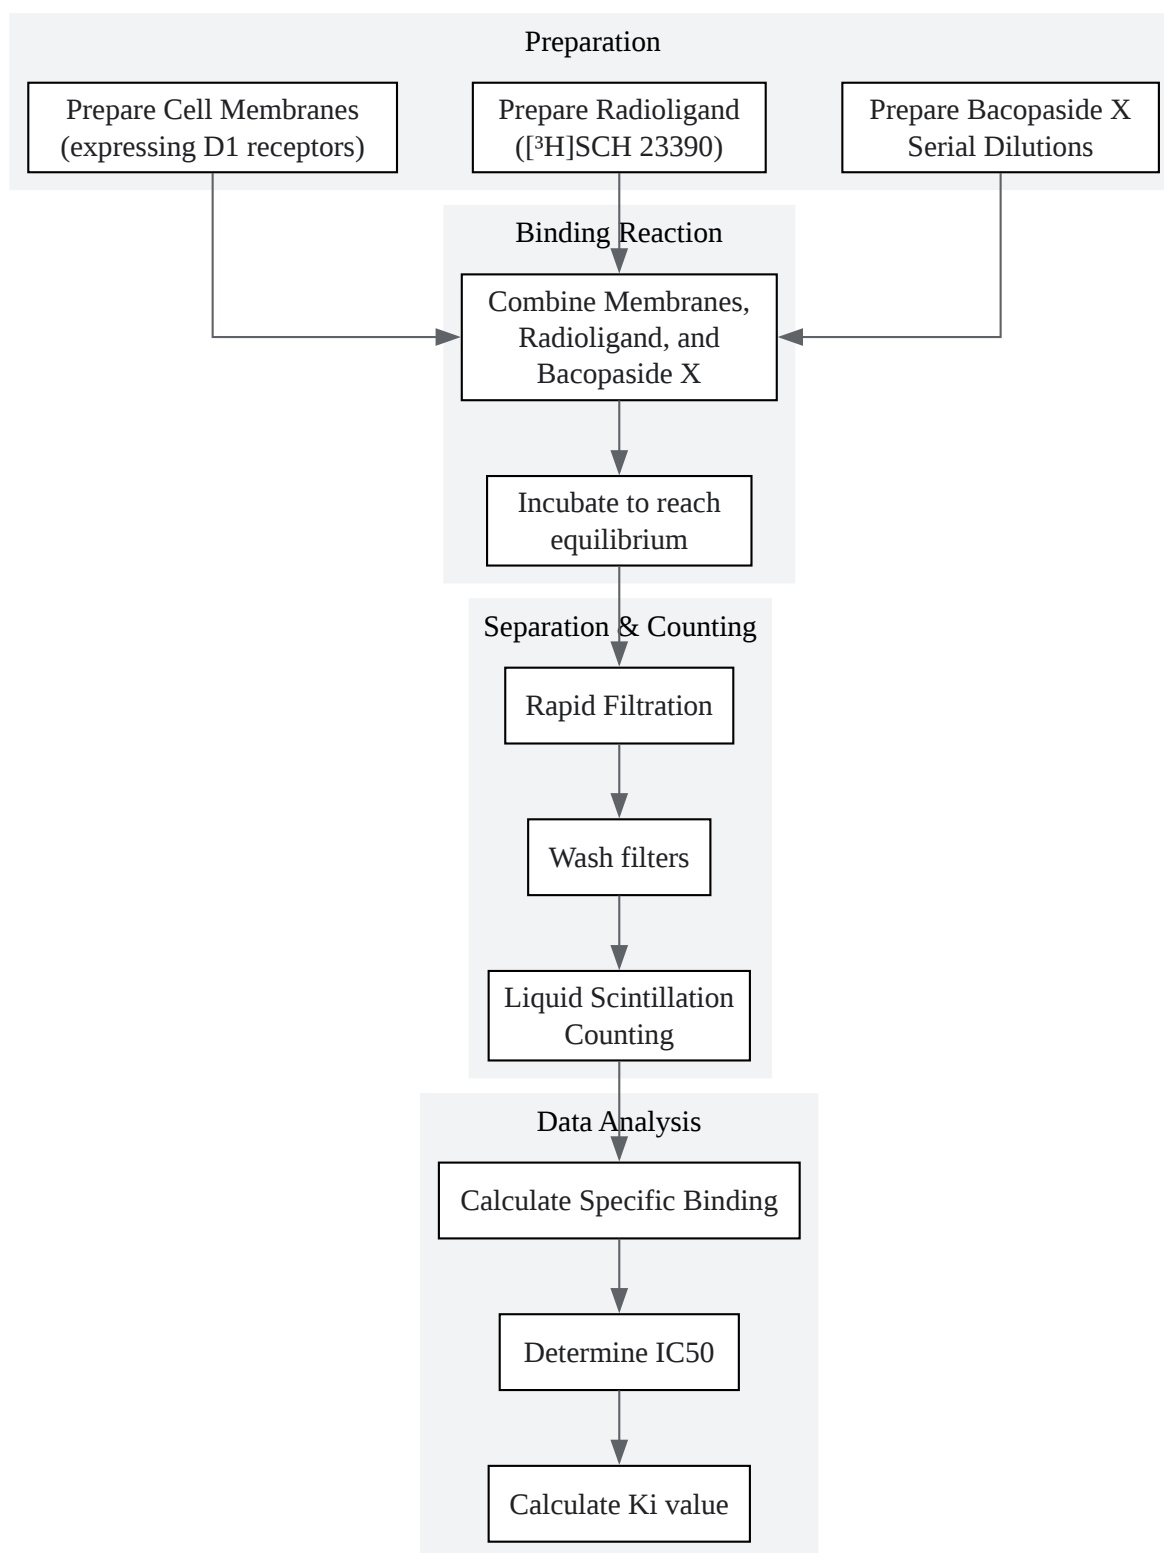 Preparation
Prepare Cell Membranes
(expressing D1 receptors)
Prepare Radioligand
([³H]SCH 23390)
Prepare Bacopaside X
Serial Dilutions
Binding Reaction
Combine Membranes,
Radioligand, and
Bacopaside X
Incubate to reach
equilibrium
Separation & Counting
Rapid Filtration
Wash filters
Liquid Scintillation
Counting
Data Analysis
Calculate Specific Binding
Determine IC50
Calculate Ki value